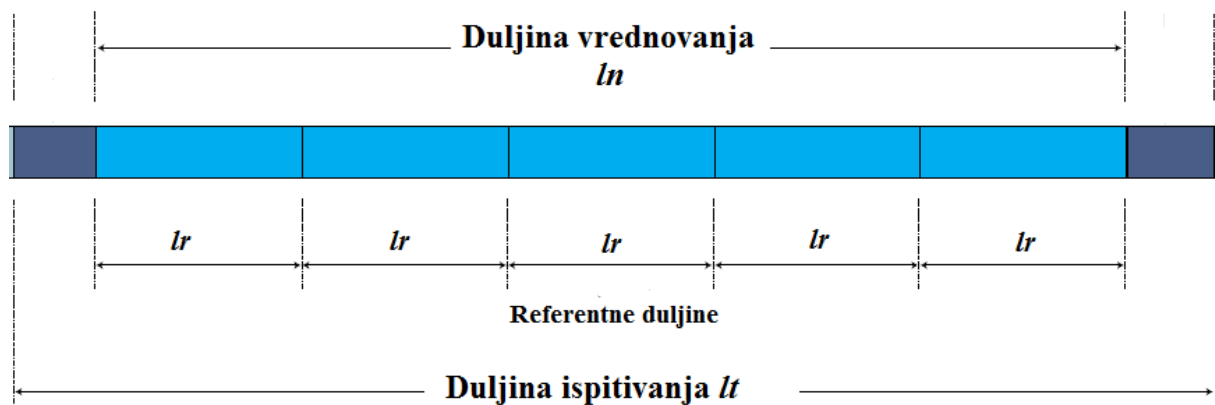 Duljina vrednovanja
ln
lr lr lr lr lr
Referentne duljine
Duljina ispitivanja lt